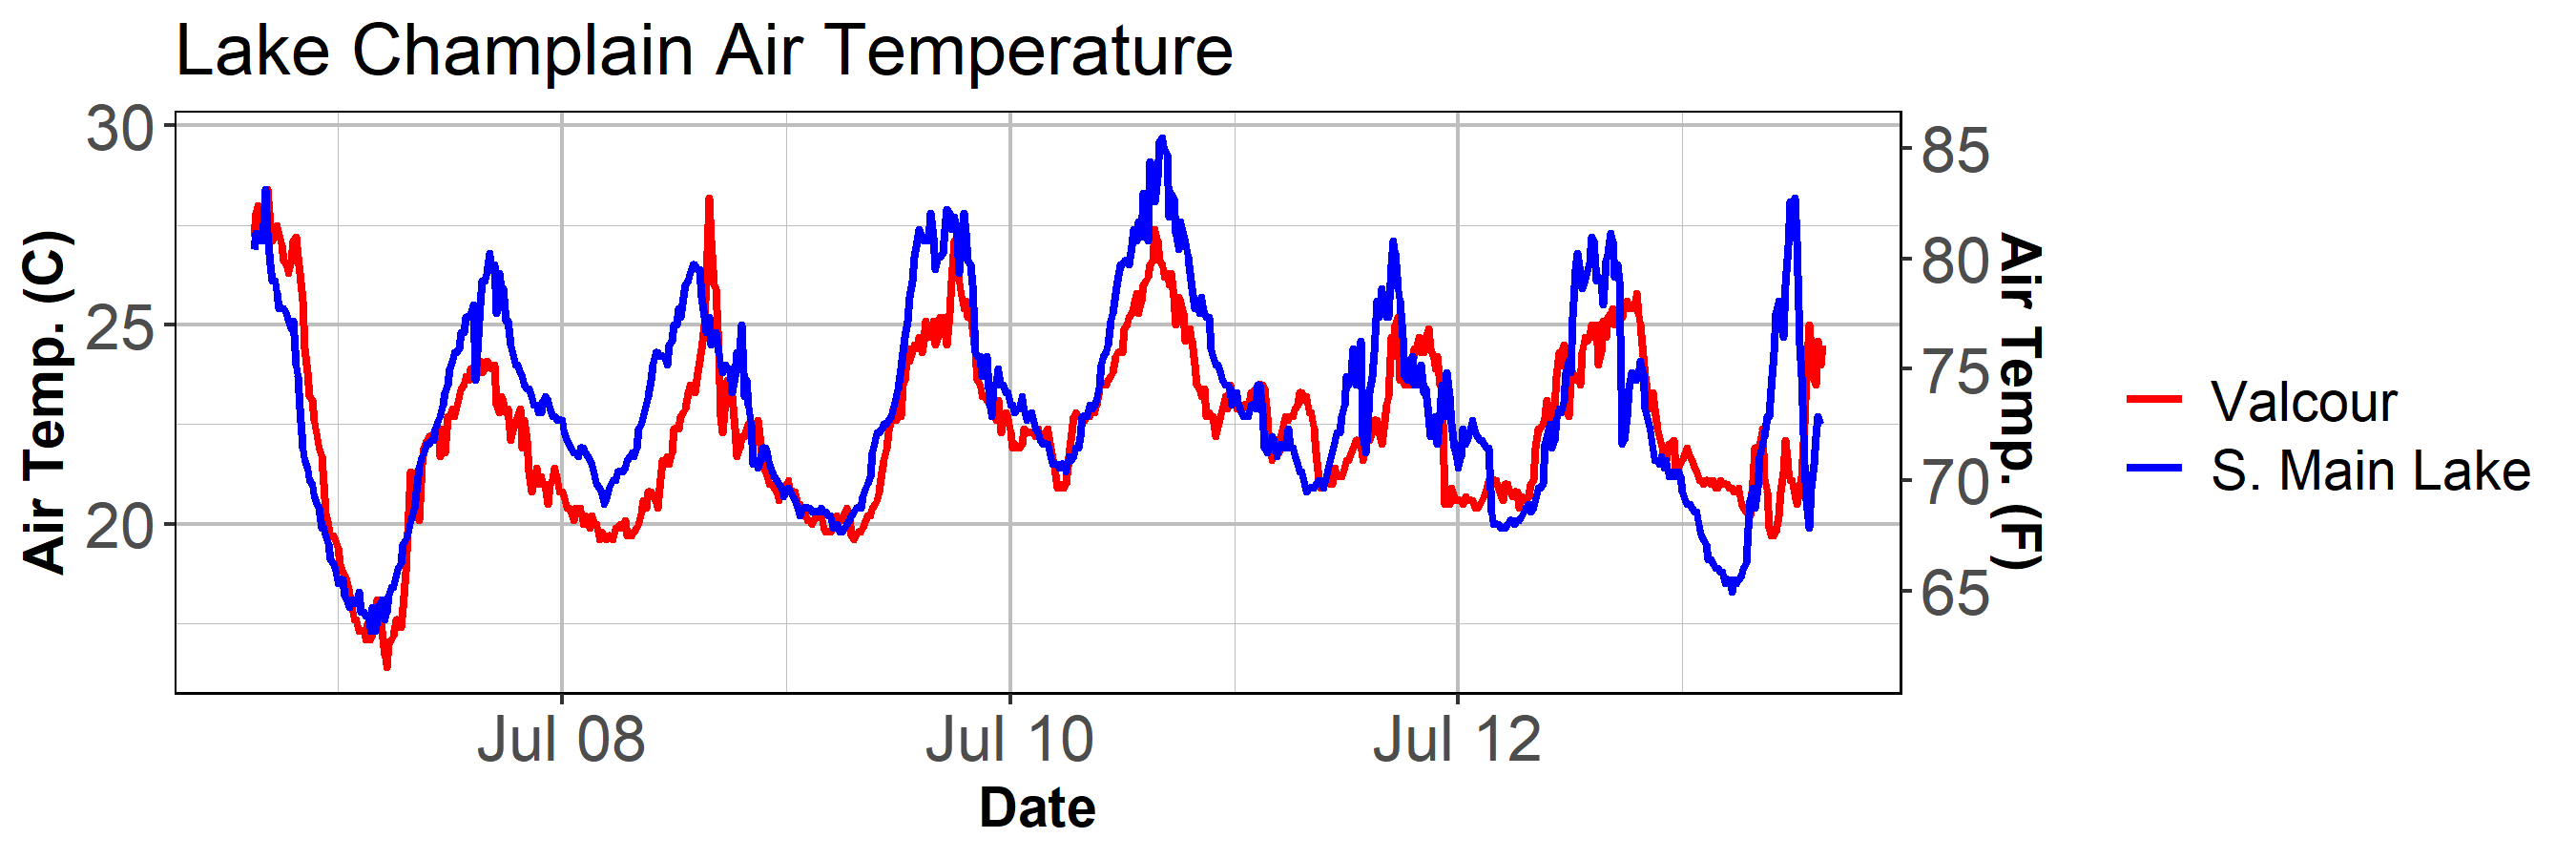 Lake Champlain Air Temperature
30
25
20
Air Temp. (C)
85
80
75
70
65
Air Temp. (F)
Jul 08
Jul 10
Jul 12
Date
Valcour
S. Main Lake